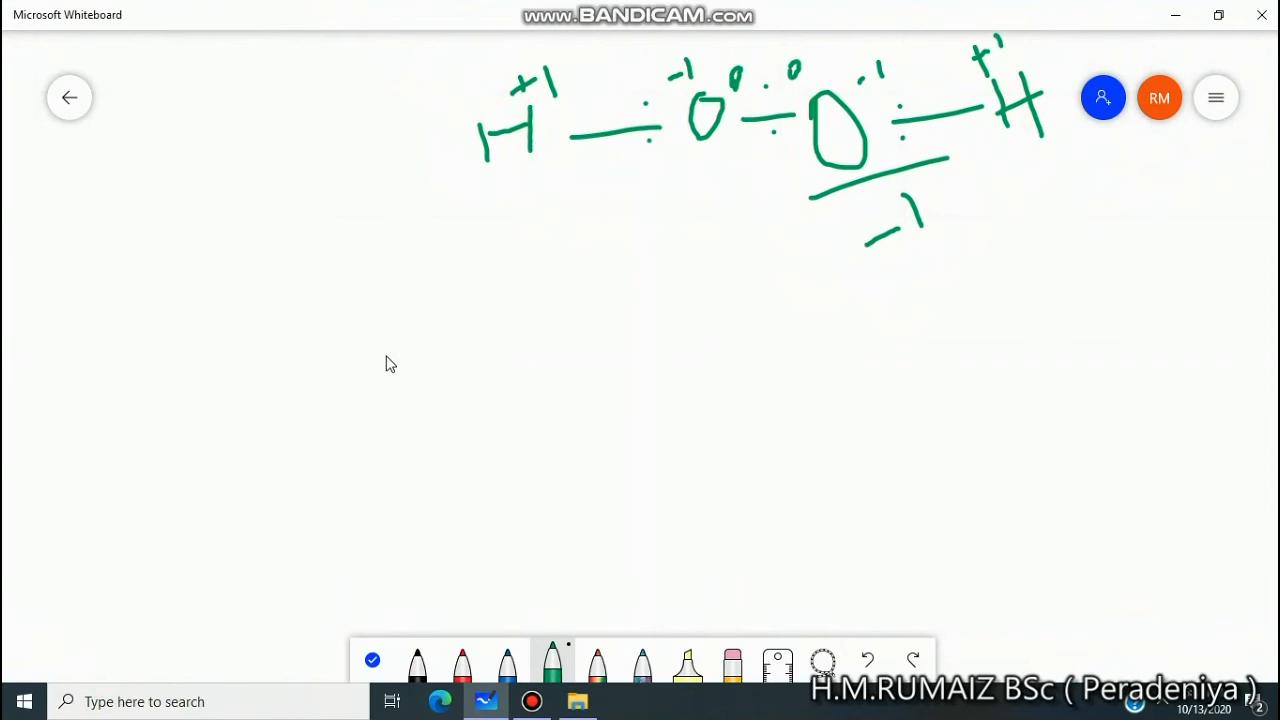 Microsoft Whiteboard
www.BANDICAM.com
+1 -1 0 0 -1 +1
H — O — O — H
-1
RM
Type here to search
H.M.RUMAIZ BSc ( Peradeniya )
10/13/2020
2